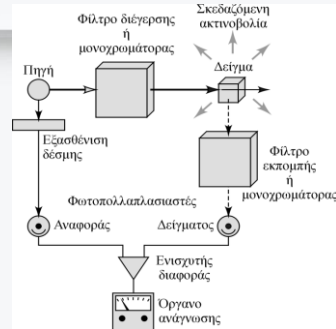 Φίλτρο διέγερσης
ή
μονοχρωμάτορας
Σκεδαζόμενη
ακτινοβολία
Πηγή
Δείγμα
Εξασθένιση
δέσμης
Φίλτρο
εκπομπής
ή
μονοχρωμάτορας
Φωτοπολλαπλασιαστές
Αναφοράς
Δείγματος
Ενισχυτής
διαφοράς
Όργανο
ανάγνωσης